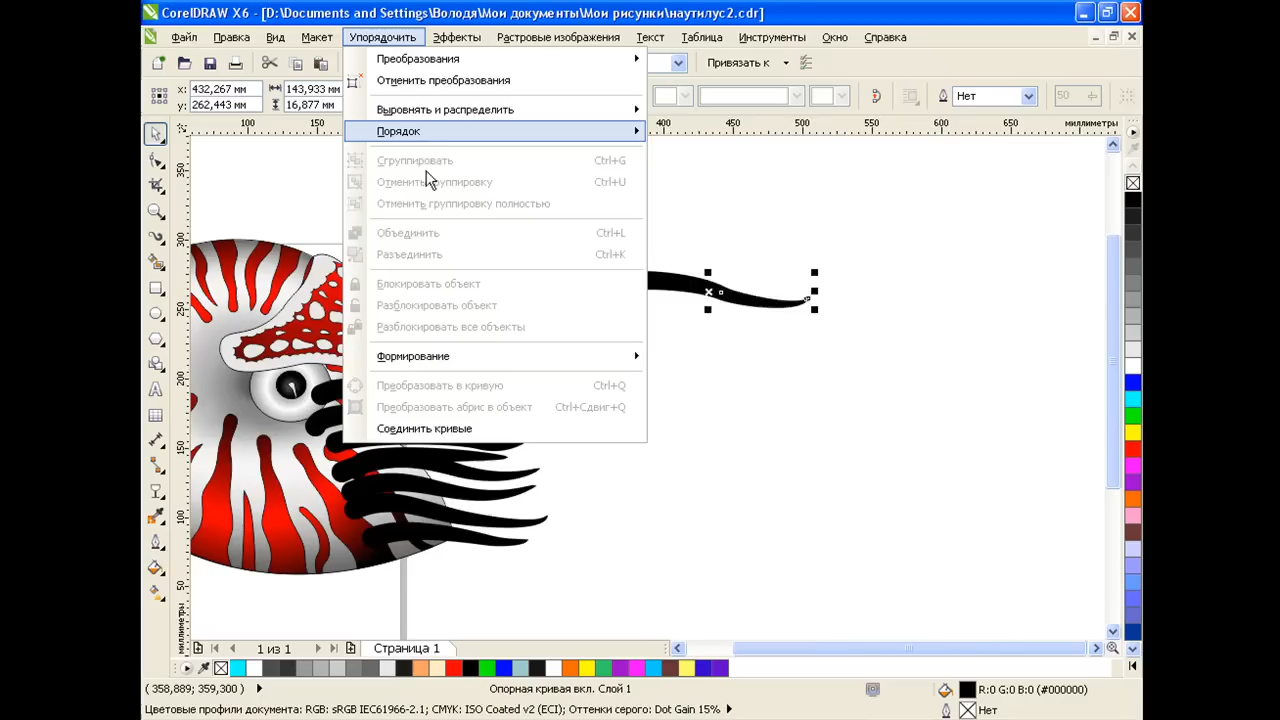 CorelDRAW X6 - [D:\Documents and Settings\Володя\Мои документы\Мои рисунки\наутилус2.cdr]
Файл Правка Вид Макет Упорядочить Эффекты Растровые изображения Текст Таблица Инструменты Окно Справка
Привязать к
x: 432,267 мм 143,933 мм
y: 262,443 мм 16,877 мм
Нет
50
100 150 400 450 500 550 600 650 миллиметры
350
300
250
200
150
100
50
миллиметры
Преобразования
Отменить преобразования
Выровнять и распределить
Порядок
Сгруппировать Ctrl+G
Отменить группировку Ctrl+U
Отменить группировку полностью
Объединить Ctrl+L
Разъединить Ctrl+K
Блокировать объект
Разблокировать объект
Разблокировать все объекты
Формирование
Преобразовать в кривую Ctrl+Q
Преобразовать абрис в объект Ctrl+Сдвиг+Q
Соединить кривые
1 из 1 Страница 1
( 358,889; 359,300 ) Опорная кривая вкл. Слой 1 R:0 G:0 B:0 (#000000)
Цветовые профили документа: RGB: sRGB IEC61966-2.1; CMYK: ISO Coated v2 (ECI); Оттенки серого: Dot Gain 15% Нет